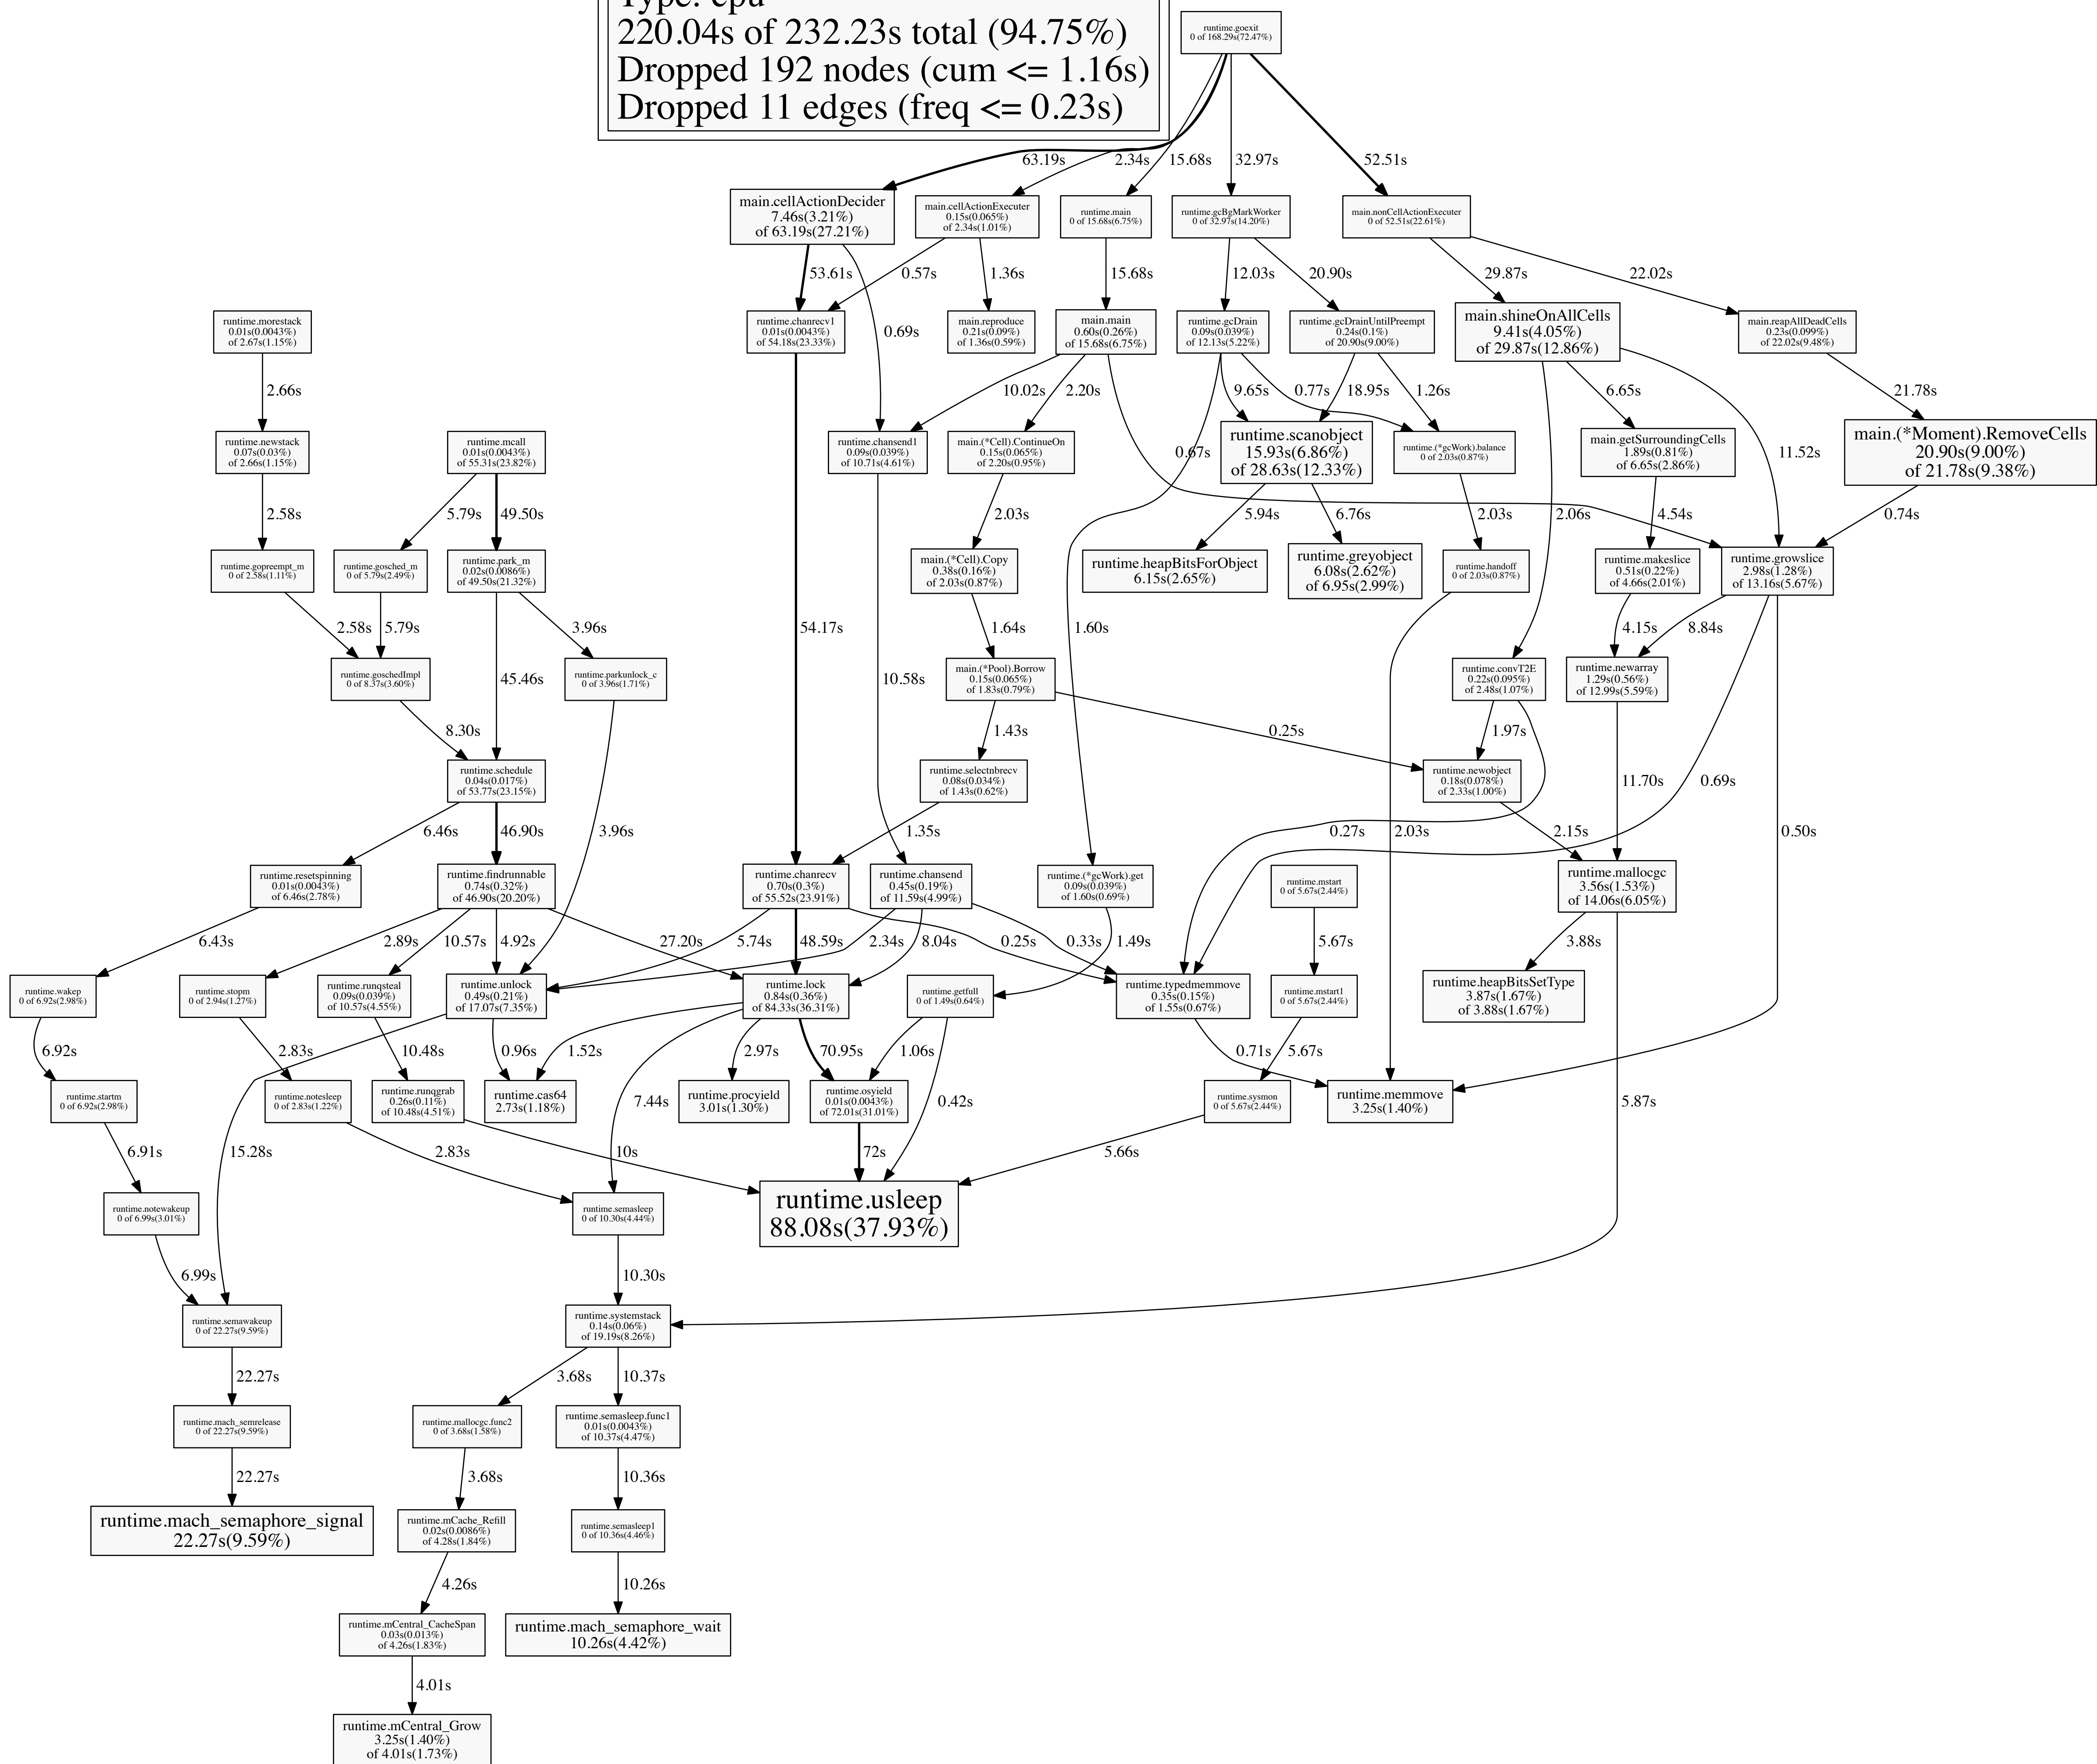 Type: cpu
220.04s of 232.23s total (94.75%)
Dropped 192 nodes (cum <= 1.16s)
Dropped 11 edges (freq <= 0.23s)
runtime.goexit
0 of 168.29s(72.47%)
63.19s
2.34s
15.68s
32.97s
52.51s
main.cellActionDecider
7.46s(3.21%)
of 63.19s(27.21%)
main.cellActionExecuter
0.15s(0.065%)
of 2.34s(1.01%)
runtime.main
0 of 15.68s(6.75%)
runtime.gcBgMarkWorker
0 of 32.97s(14.20%)
main.nonCellActionExecuter
0 of 52.51s(22.61%)
53.61s
0.57s
1.36s
15.68s
12.03s
20.90s
29.87s
22.02s
runtime.morestack
0.01s(0.0043%)
of 2.67s(1.15%)
runtime.chanrecv1
0.01s(0.0043%)
of 54.18s(23.33%)
0.69s
main.reproduce
0.21s(0.09%)
of 1.36s(0.59%)
main.main
0.60s(0.26%)
of 15.68s(6.75%)
runtime.gcDrain
0.09s(0.039%)
of 12.13s(5.22%)
runtime.gcDrainUntilPreempt
0.24s(0.1%)
of 20.90s(9.00%)
main.shineOnAllCells
9.41s(4.05%)
of 29.87s(12.86%)
main.reapAllDeadCells
0.23s(0.099%)
of 22.02s(9.48%)
2.66s
10.02s
2.20s
9.65s
0.77s
18.95s
1.26s
6.65s
21.78s
runtime.newstack
0.07s(0.03%)
of 2.66s(1.15%)
runtime.mcall
0.01s(0.0043%)
of 55.31s(23.82%)
runtime.chansend1
0.09s(0.039%)
of 10.71s(4.61%)
main.(*Cell).ContinueOn
0.15s(0.065%)
of 2.20s(0.95%)
0.67s
runtime.scanobject
15.93s(6.86%)
of 28.63s(12.33%)
runtime.(*gcWork).balance
0 of 2.03s(0.87%)
main.getSurroundingCells
1.89s(0.81%)
of 6.65s(2.86%)
11.52s
main.(*Moment).RemoveCells
20.90s(9.00%)
of 21.78s(9.38%)
2.58s
5.79s
49.50s
2.03s
5.94s
6.76s
2.03s
2.06s
4.54s
0.74s
runtime.gopreempt_m
0 of 2.58s(1.11%)
runtime.gosched_m
0 of 5.79s(2.49%)
runtime.park_m
0.02s(0.0086%)
of 49.50s(21.32%)
main.(*Cell).Copy
0.38s(0.16%)
of 2.03s(0.87%)
runtime.heapBitsForObject
6.15s(2.65%)
runtime.greyobject
6.08s(2.62%)
of 6.95s(2.99%)
runtime.handoff
0 of 2.03s(0.87%)
runtime.makeslice
0.51s(0.22%)
of 4.66s(2.01%)
runtime.growslice
2.98s(1.28%)
of 13.16s(5.67%)
2.58s
5.79s
3.96s
54.17s
1.64s
1.60s
4.15s
8.84s
runtime.goschedImpl
0 of 8.37s(3.60%)
45.46s
runtime.parkunlock_c
0 of 3.96s(1.71%)
10.58s
main.(*Pool).Borrow
0.15s(0.065%)
of 1.83s(0.79%)
runtime.convT2E
0.22s(0.095%)
of 2.48s(1.07%)
runtime.newarray
1.29s(0.56%)
of 12.99s(5.59%)
8.30s
1.43s
0.25s
1.97s
runtime.schedule
0.04s(0.017%)
of 53.77s(23.15%)
runtime.selectnbrecv
0.08s(0.034%)
of 1.43s(0.62%)
runtime.newobject
0.18s(0.078%)
of 2.33s(1.00%)
11.70s
0.69s
6.46s
46.90s
3.96s
1.35s
0.27s
2.03s
2.15s
0.50s
runtime.resetspinning
0.01s(0.0043%)
of 6.46s(2.78%)
runtime.findrunnable
0.74s(0.32%)
of 46.90s(20.20%)
runtime.chanrecv
0.70s(0.3%)
of 55.52s(23.91%)
runtime.chansend
0.45s(0.19%)
of 11.59s(4.99%)
runtime.(*gcWork).get
0.09s(0.039%)
of 1.60s(0.69%)
runtime.mstart
0 of 5.67s(2.44%)
runtime.mallocgc
3.56s(1.53%)
of 14.06s(6.05%)
6.43s
2.89s
10.57s
4.92s
27.20s
5.74s
48.59s
2.34s
8.04s
0.25s
0.33s
1.49s
5.67s
3.88s
runtime.wakep
0 of 6.92s(2.98%)
runtime.stopm
0 of 2.94s(1.27%)
runtime.runqsteal
0.09s(0.039%)
of 10.57s(4.55%)
runtime.unlock
0.49s(0.21%)
of 17.07s(7.35%)
runtime.lock
0.84s(0.36%)
of 84.33s(36.31%)
runtime.getfull
0 of 1.49s(0.64%)
runtime.typedmemmove
0.35s(0.15%)
of 1.55s(0.67%)
runtime.mstart1
0 of 5.67s(2.44%)
runtime.heapBitsSetType
3.87s(1.67%)
of 3.88s(1.67%)
6.92s
2.83s
10.48s
0.96s
1.52s
2.97s
70.95s
1.06s
0.71s
5.67s
runtime.startm
0 of 6.92s(2.98%)
runtime.notesleep
0 of 2.83s(1.22%)
runtime.runqgrab
0.26s(0.11%)
of 10.48s(4.51%)
runtime.cas64
2.73s(1.18%)
7.44s
runtime.procyield
3.01s(1.30%)
runtime.osyield
0.01s(0.0043%)
of 72.01s(31.01%)
0.42s
runtime.sysmon
0 of 5.67s(2.44%)
runtime.memmove
3.25s(1.40%)
5.87s
6.91s
15.28s
2.83s
10s
72s
5.66s
runtime.notewakeup
0 of 6.99s(3.01%)
runtime.semasleep
0 of 10.30s(4.44%)
runtime.usleep
88.08s(37.93%)
6.99s
10.30s
runtime.semawakeup
0 of 22.27s(9.59%)
runtime.systemstack
0.14s(0.06%)
of 19.19s(8.26%)
22.27s
3.68s
10.37s
runtime.mach_semrelease
0 of 22.27s(9.59%)
runtime.mallocgc.func2
0 of 3.68s(1.58%)
runtime.semasleep.func1
0.01s(0.0043%)
of 10.37s(4.47%)
22.27s
3.68s
10.36s
runtime.mach_semaphore_signal
22.27s(9.59%)
runtime.mCache_Refill
0.02s(0.0086%)
of 4.28s(1.84%)
runtime.semasleep1
0 of 10.36s(4.46%)
4.26s
10.26s
runtime.mCentral_CacheSpan
0.03s(0.013%)
of 4.26s(1.83%)
runtime.mach_semaphore_wait
10.26s(4.42%)
4.01s
runtime.mCentral_Grow
3.25s(1.40%)
of 4.01s(1.73%)